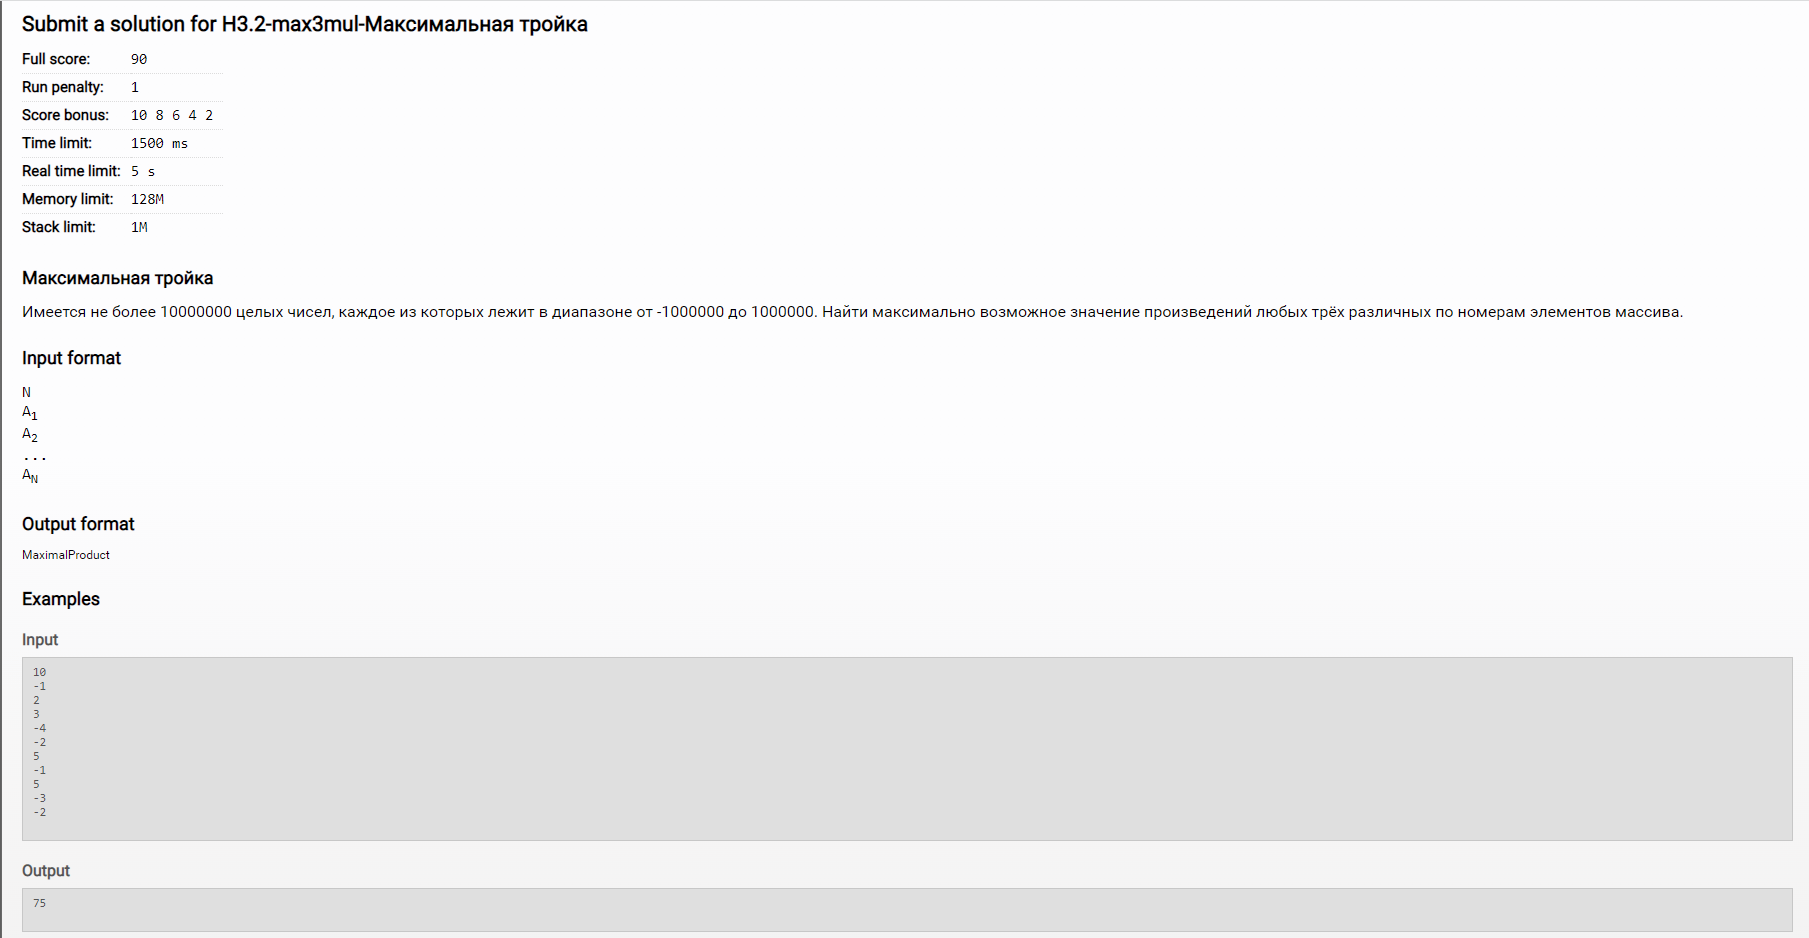 Submit a solution for H3.2-max3mul-Максимальная тройка
Full score: 90
Run penalty: 1
Score bonus: 10 8 6 4 2
Time limit: 1500 ms
Real time limit: 5 s
Memory limit: 128M
Stack limit: 1M
Максимальная тройка
Имеется не более 10000000 целых чисел, каждое из которых лежит в диапазоне от -1000000 до 1000000. Найти максимально возможное значение произведений любых трёх различных по номерам элементов массива.
Input format
N
A1
A2
...
AN
Output format
MaximalProduct
Examples
Input
10
-1
2
3
-4
-2
5
-1
5
-3
-2
Output
75